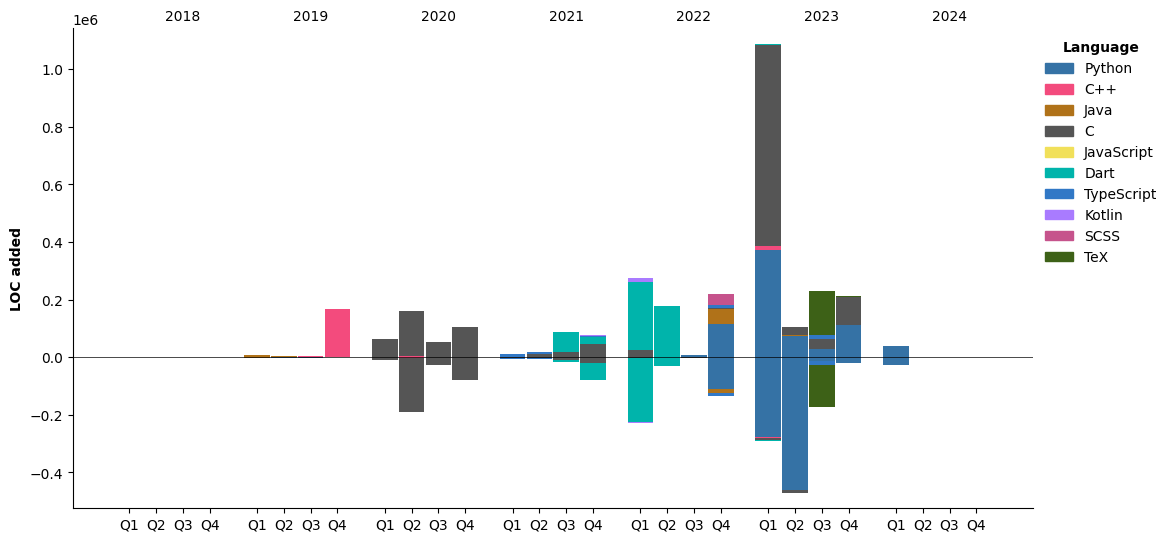 1e6
2018 2019 2020 2021 2022 2023 2024
1.0
0.8
0.6
0.4
0.2
0.0
−0.2
−0.4
LOC added
Q1 Q2 Q3 Q4 Q1 Q2 Q3 Q4 Q1 Q2 Q3 Q4 Q1 Q2 Q3 Q4 Q1 Q2 Q3 Q4 Q1 Q2 Q3 Q4 Q1 Q2 Q3 Q4
Language
Python
C++
Java
C
JavaScript
Dart
TypeScript
Kotlin
SCSS
TeX